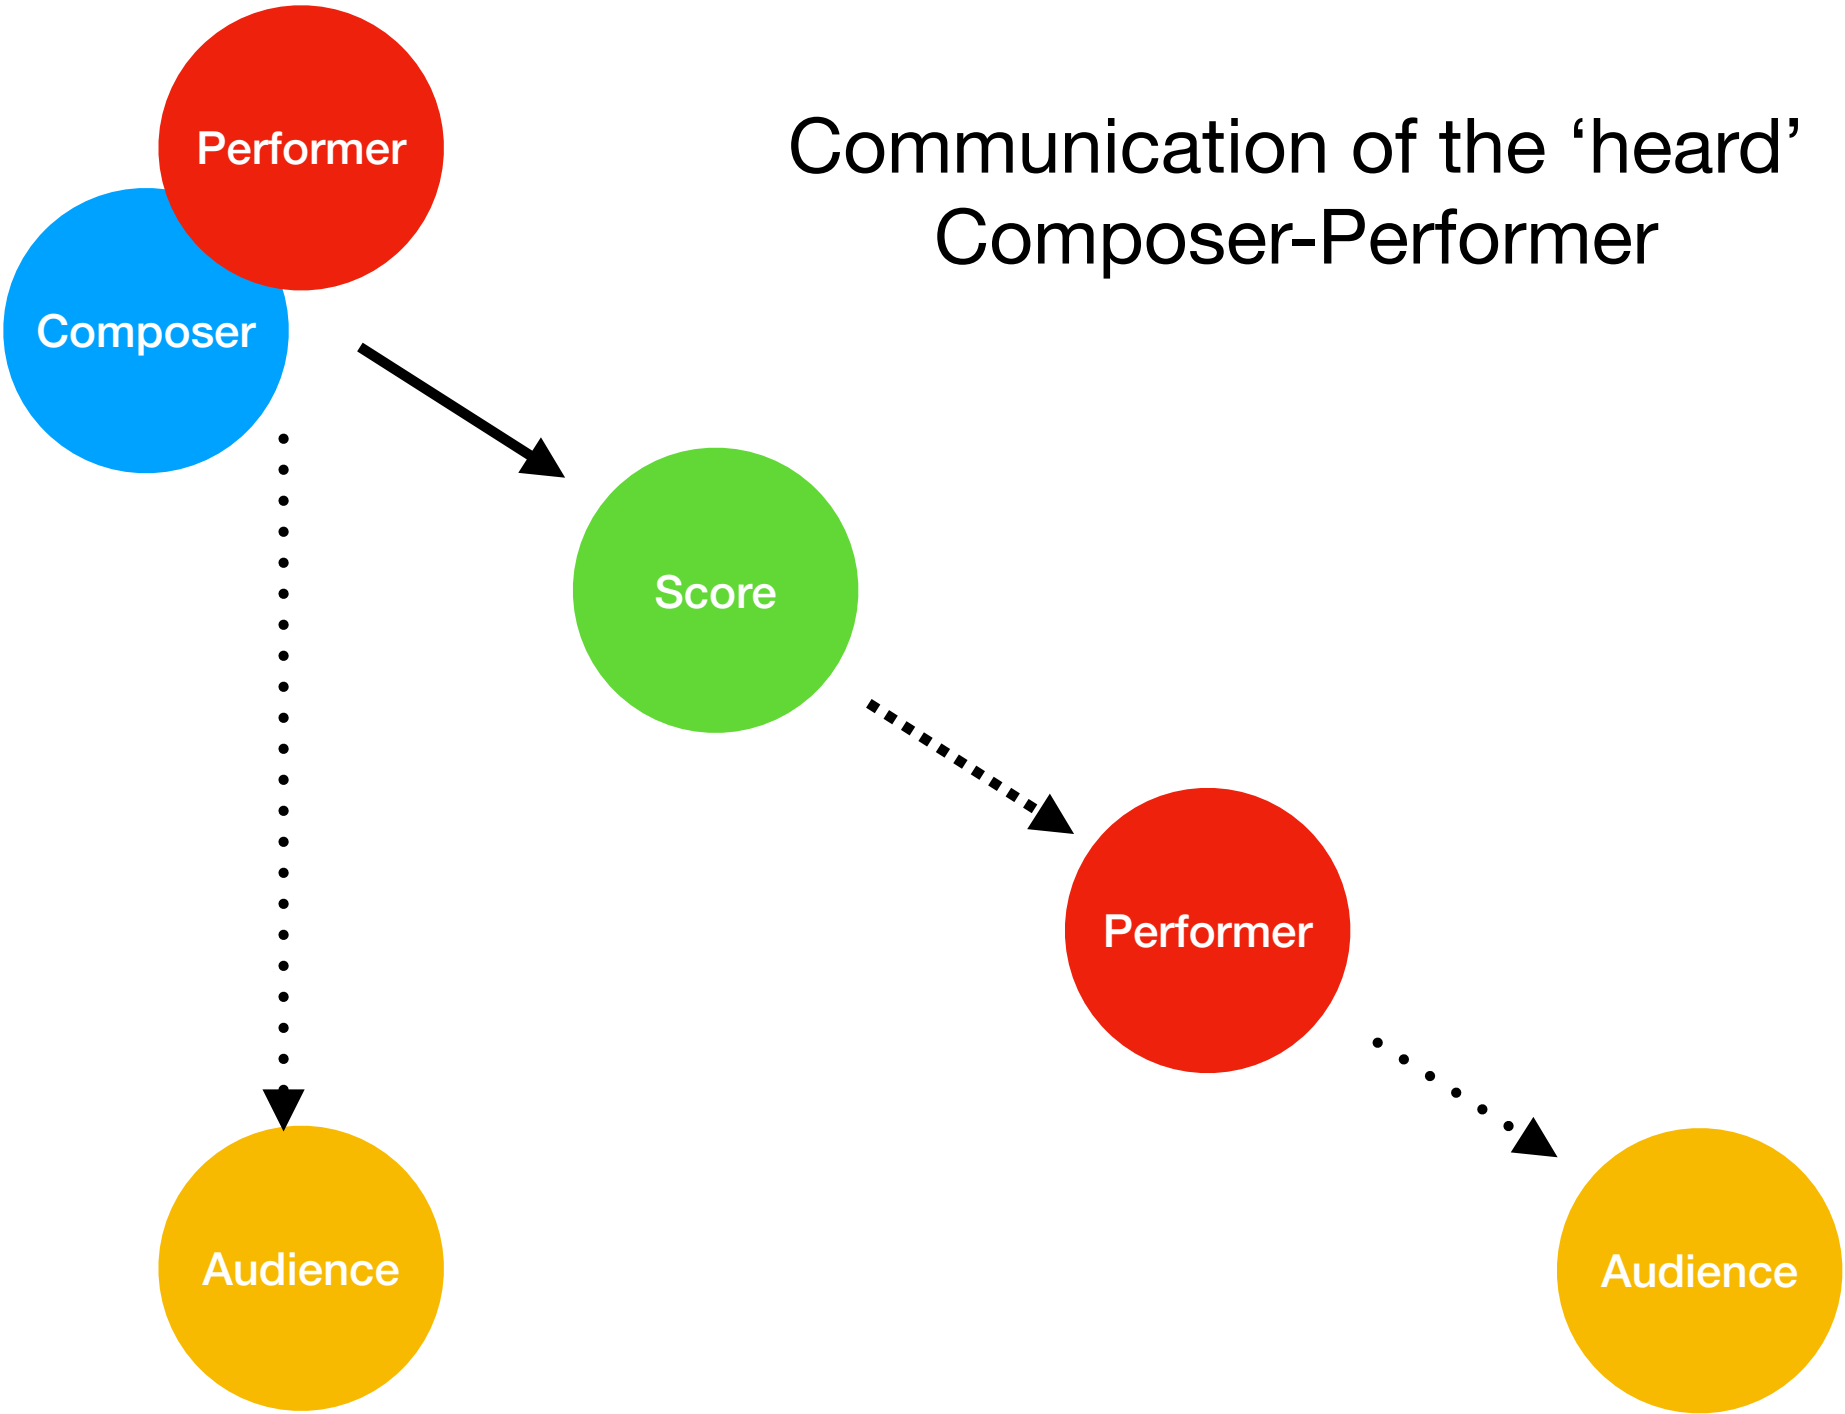 Performer
Communication of the ‘heard’
Composer-Performer
Composer
Score
Performer
Audience
Audience